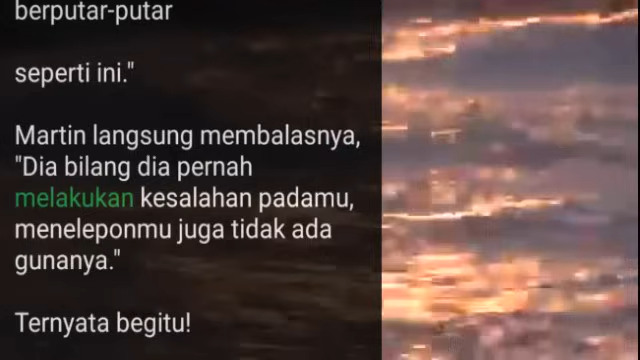 berputar-putar
seperti ini."
Martin langsung membalasnya,
"Dia bilang dia pernah
melakukan kesalahan padamu,
meneleponmu juga tidak ada
gunanya."
Ternyata begitu!